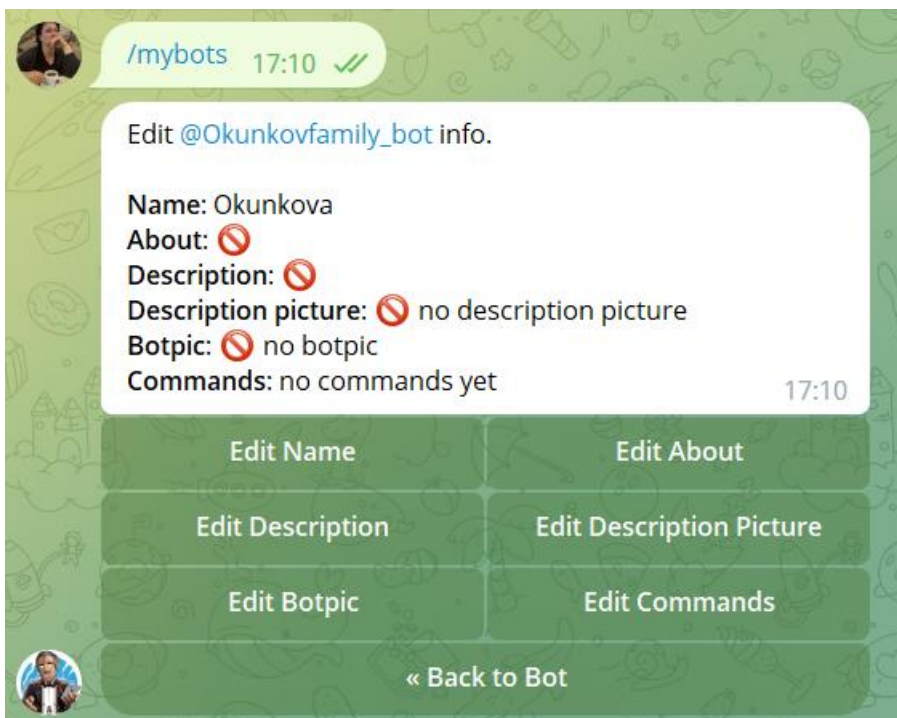 /mybots 17:10
Edit @Okunkovfamily_bot info.
Name: Okunkova
About: 🚫
Description: 🚫
Description picture: 🚫 no description picture
Botpic: 🚫 no botpic
Commands: no commands yet 17:10
Edit Name Edit About
Edit Description Edit Description Picture
Edit Botpic Edit Commands
« Back to Bot